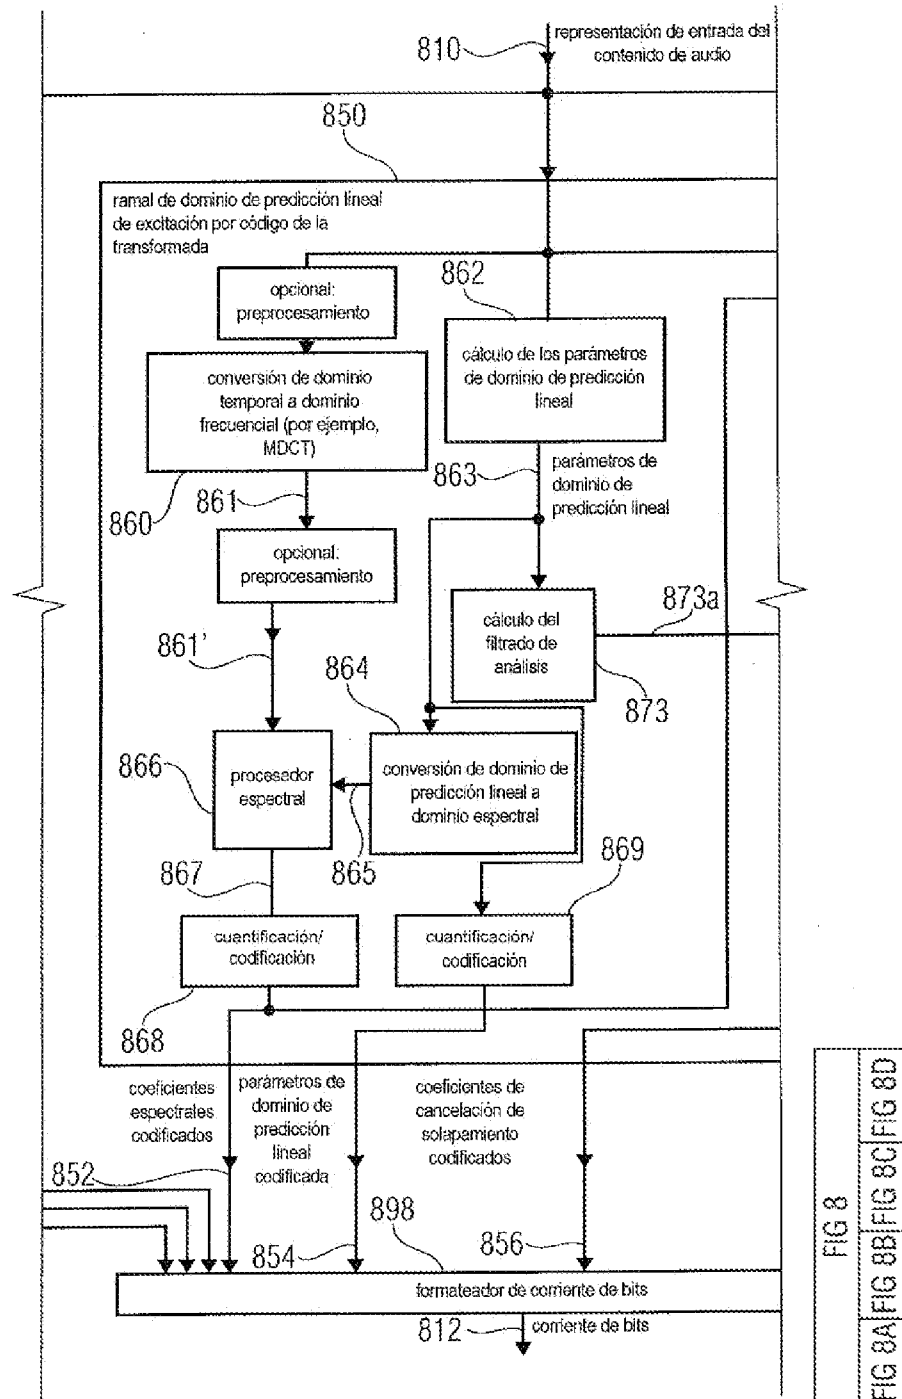 810
representación de entrada del
contenido de audio
850
ramal de dominio de predicción lineal
de excitación por código de la
transformada
opcional:
preprocesamiento
862
cálculo de los parámetros
de dominio de predicción
lineal
conversión de dominio
temporal a dominio
frecuencial (por ejemplo,
MDCT)
860
861
863
parámetros de
dominio de
predicción lineal
opcional:
preprocesamiento
cálculo del
filtrado de
análisis
873a
873
861'
864
866
procesador
espectral
conversión de dominio de
predicción lineal a
dominio espectral
865
867
869
cuantificación/
codificación
cuantificación/
codificación
868
coeficientes
espectrales
codificados
parámetros de
dominio de
predicción
lineal
codificada
coeficientes de
cancelación de
solapamiento
codificados
852
898
854
856
formateador de corriente de bits
812
corriente de bits
FIG 8
FIG 8A FIG 8B FIG 8C FIG 8D